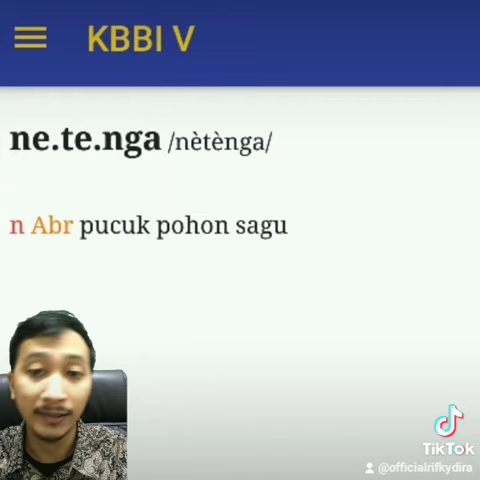 KBBI V
ne.te.nga /nètènga/
n Abr pucuk pohon sagu
TikTok
@officialrifkydira